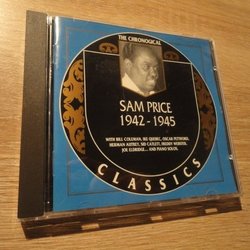 THE CHRONOLOGICAL
SAM PRICE
1942 - 1945
WITH BILL COLEMAN, IKE QUEBEC, OSCAR PETTIFORD,
HERMAN AUTREY, SID CATLETT, FREDDY WEBSTER,
JOE ELDRIDGE... AND PIANO SOLOS.
CLASSICS